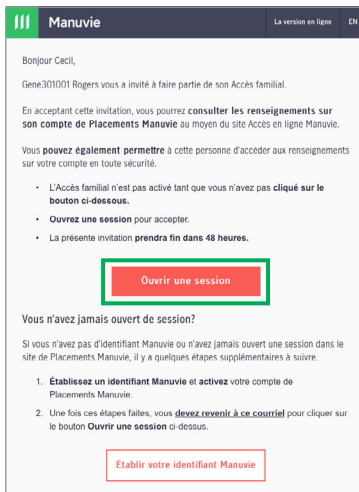 Manuvie
La version en ligne
EN
Bonjour Cecil,
Gene301001 Rogers vous a invité à faire partie de son Accès familial.
En acceptant cette invitation, vous pourrez consulter les renseignements sur
son compte de Placements Manuvie au moyen du site Accès en ligne Manuvie.
Vous pouvez également permettre à cette personne d'accéder aux renseignements
sur votre compte en toute sécurité.
• L'Accès familial n'est pas activé tant que vous n'avez pas cliqué sur le
bouton ci-dessous.
• Ouvrez une session pour accepter.
• La présente invitation prendra fin dans 48 heures.
Ouvrir une session
Vous n'avez jamais ouvert de session?
Si vous n'avez pas d'identifiant Manuvie ou n'avez jamais ouvert une session dans le
site de Placements Manuvie, il y a quelques étapes supplémentaires à suivre.
1. Établissez un identifiant Manuvie et activez votre compte de
Placements Manuvie.
2. Une fois ces étapes faites, vous devez revenir à ce courriel pour cliquer sur
le bouton Ouvrir une session ci-dessus.
Établir votre identifiant Manuvie